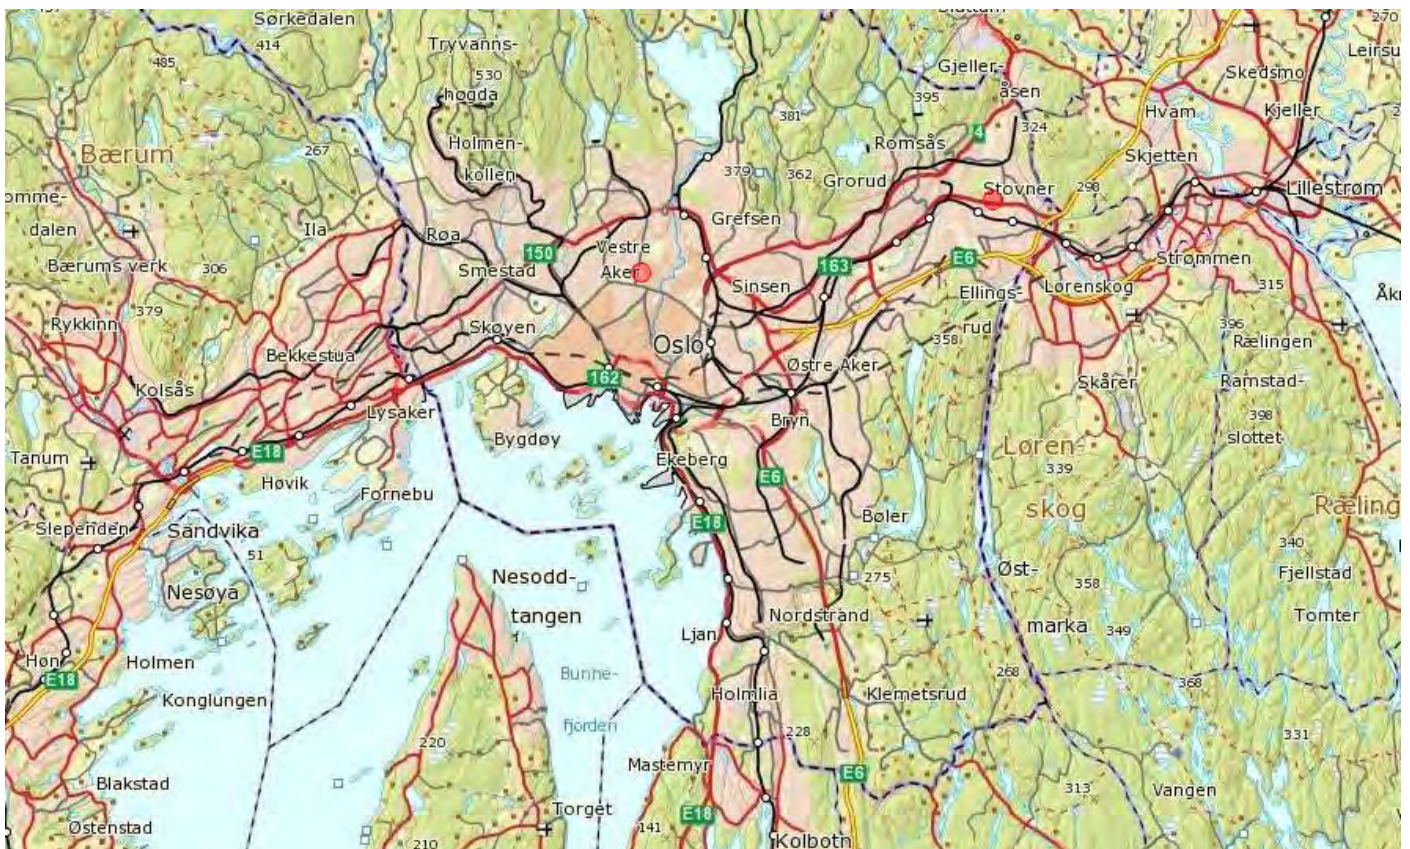 Sørkedalen
414
485
Tryvanns-
høgda
530
Holmen-
kollen
267
Bærum
dalen
Ila
Bærums verk
306
379
Rykkinn
Kolsås
Bekkestua
Røa
Smestad
150
Vestre
Aker
Skøyen
Grefsen
Sinsen
Oslo
162
Gjeller-
åsen
395
381
Romsås
4
324
379
362
Grorud
Stovner
298
163
E6
Ellings-
rud
358
Østre Aker
Lørenskog
Hvam
Skedsmo
Kjeller
270
Skjetten
Lillestrøm
Strømmen
315
396
Rælingen
Skårer
Ramstad-
slottet
398
Lysaker
Bygdøy
Bryn
Ekeberg
E6
E18
Tanum
Høvik
Fornebu
Slependen
Sandvika
51
Nesøya
Nesodd-
tangen
E18
Bøler
275
Løren-
skog
339
Øst-
marka
358
349
Ræling
340
Fjellstad
Tomter
Nordstrand
Ljan
Høn
E18
Holmen
Konglungen
Bunne-
fjorden
Holmlia
Klemetsrud
268
368
228
331
Blakstad
Østenstad
220
210
Torget
Mastemyr
E18
141
E6
Kolbotn
313
Vangen